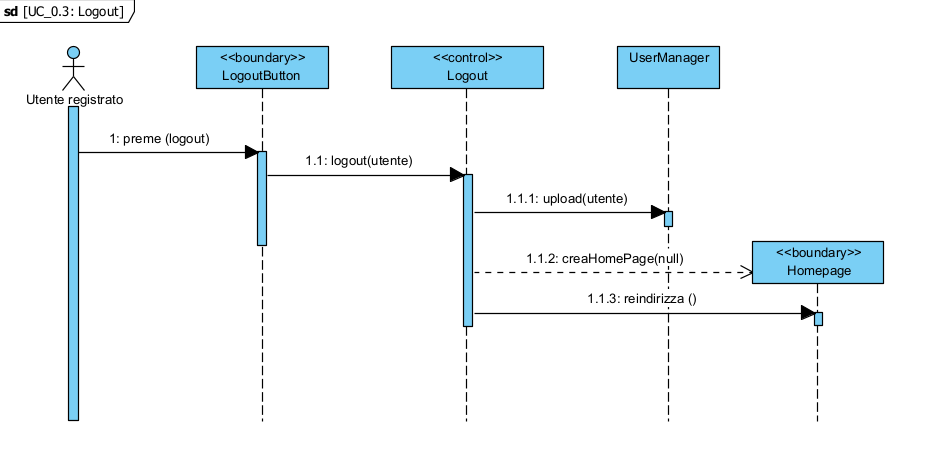 sd [UC_0.3: Logout]
<<boundary>>
LogoutButton
<<control>>
Logout
UserManager
Utente registrato
1: preme (logout)
1.1: logout(utente)
1.1.1: upload(utente)
<<boundary>>
Homepage
1.1.2: creaHomePage(null)
1.1.3: reindirizza ()